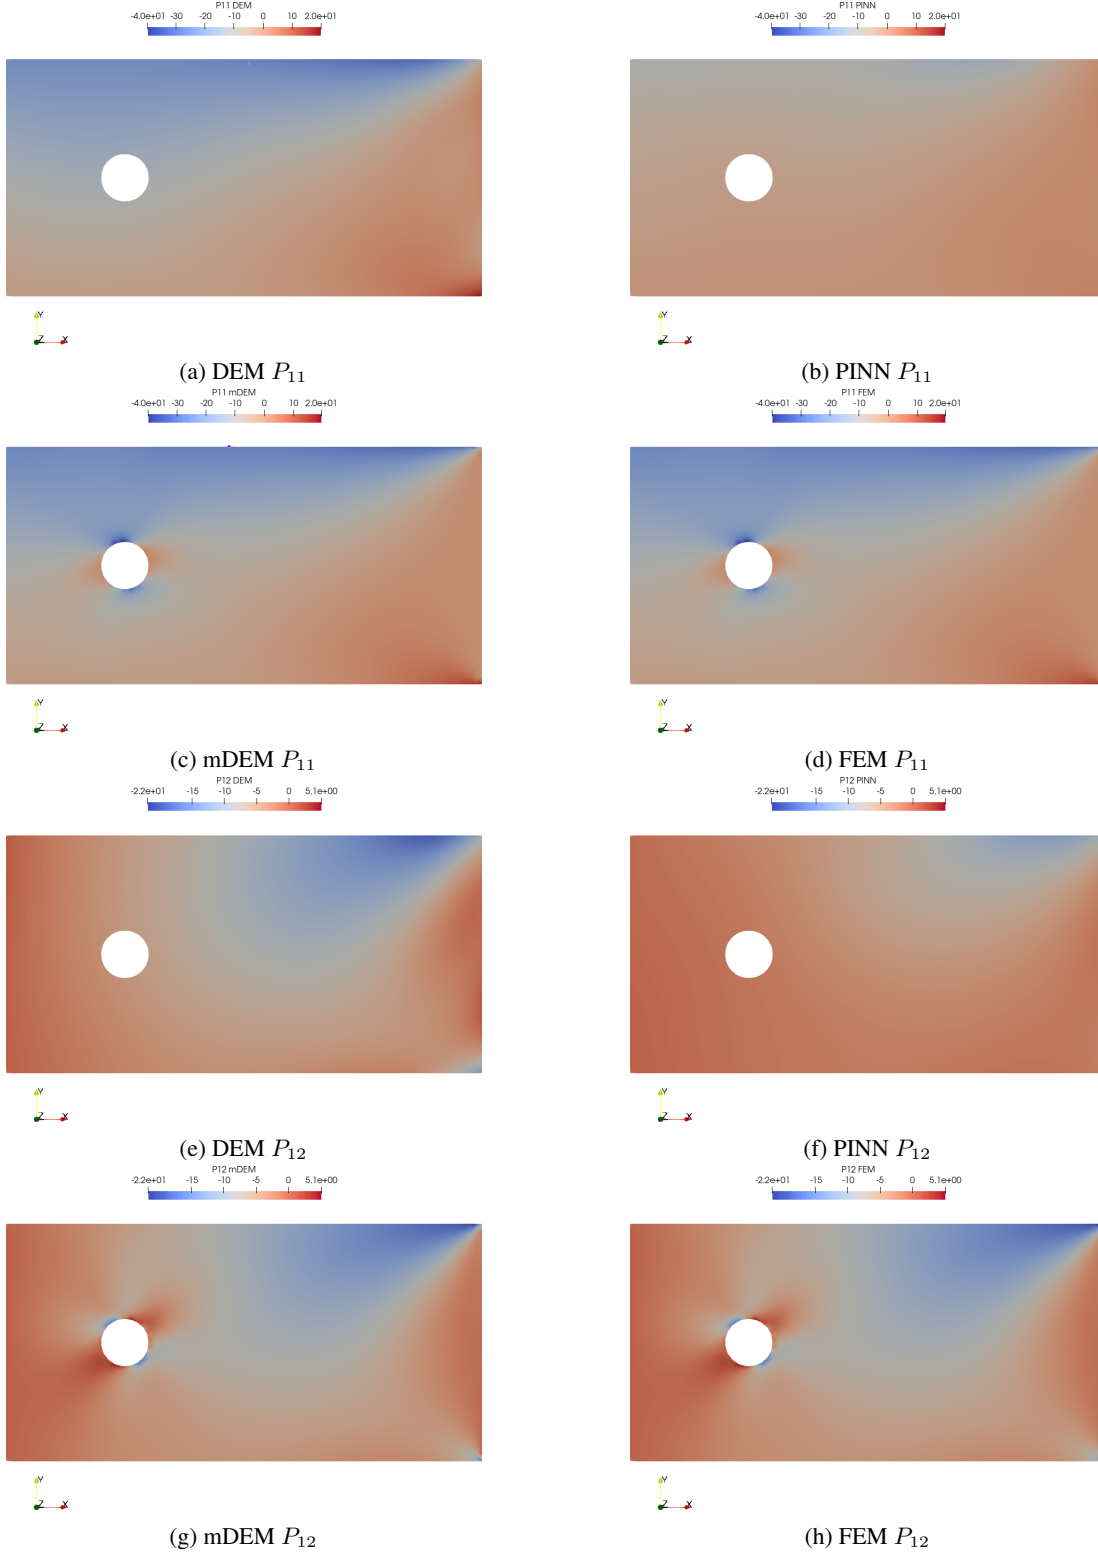 P11 DEM
-4.0e+01 -30 -20 -10 0 10 2.0e+01
P11 PINN
-4.0e+01 -30 -20 -10 0 10 2.0e+01
Y
Z X
Y
Z X
(a) DEM P11
(b) PINN P11
P11 mDEM
-4.0e+01 -30 -20 -10 0 10 2.0e+01
P11 FEM
-4.0e+01 -30 -20 -10 0 10 2.0e+01
Y
Z X
Y
Z X
(c) mDEM P11
(d) FEM P11
P12 DEM
-2.2e+01 -15 -10 -5 0 5.1e+00
P12 PINN
-2.2e+01 -15 -10 -5 0 5.1e+00
Y
Z X
Y
Z X
(e) DEM P12
(f) PINN P12
P12 mDEM
-2.2e+01 -15 -10 -5 0 5.1e+00
P12 FEM
-2.2e+01 -15 -10 -5 0 5.1e+00
Y
Z X
Y
Z X
(g) mDEM P12
(h) FEM P12